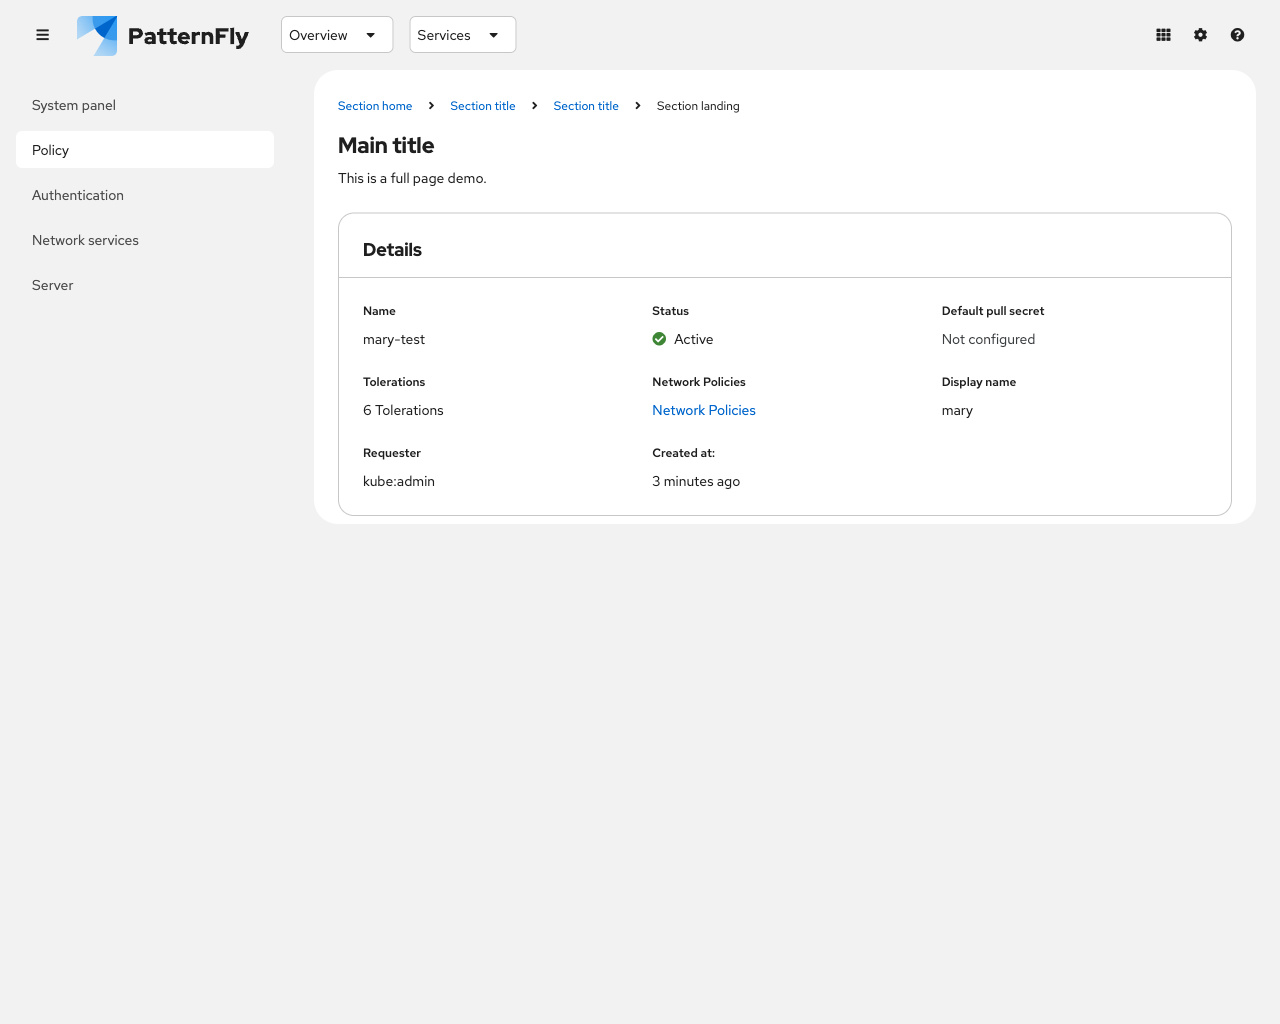 PatternFly
Overview
Services
System panel
Policy
Authentication
Network services
Server
Section home
Section title
Section title
Section landing
Main title
This is a full page demo.
Details
Name
mary-test
Status
Active
Default pull secret
Not configured
Tolerations
6 Tolerations
Network Policies
Network Policies
Display name
mary
Requester
kube:admin
Created at:
3 minutes ago